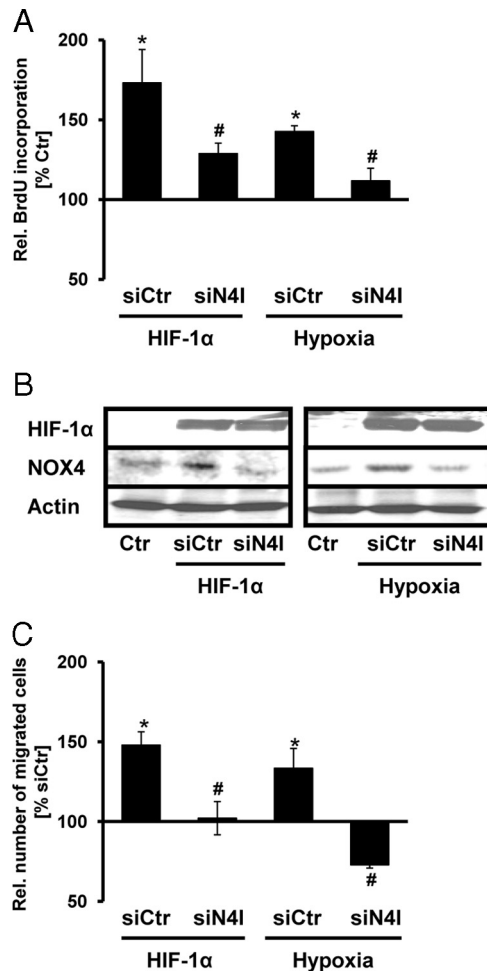 A
Rel. BrdU incorporation
[% Ctr]
200
150
100
50
*
#
*
#
siCtr siN4I siCtr siN4I
HIF-1α Hypoxia
B
HIF-1α
NOX4
Actin
Ctr siCtr siN4I Ctr siCtr siN4I
HIF-1α Hypoxia
C
Rel. number of migrated cells
[% siCtr]
200
150
100
50
*
#
*
#
siCtr siN4I siCtr siN4I
HIF-1α Hypoxia